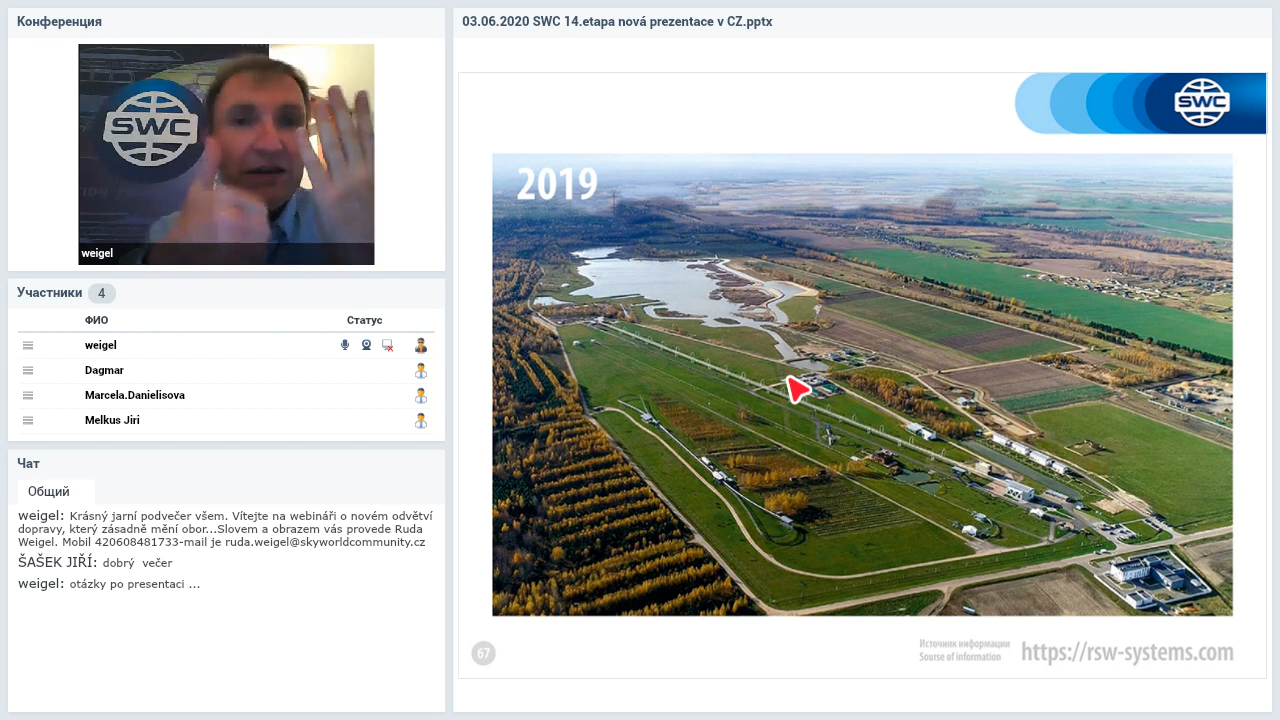 Конференция
SWC
weigel
Участники 4
ФИО Статус
weigel
Dagmar
Marcela.Danielisova
Melkus Jiri
Чат
Общий
weigel: Krásný jarní podvečer všem. Vítejte na webináři o novém odvětví
dopravy, který zásadně mění obor...Slovem a obrazem vás provede Ruda
Weigel. Mobil 420608481733-mail je ruda.weigel@skyworldcommunity.cz
ŠAŠEK JIŘÍ: dobrý večer
weigel: otázky po presentaci ...
03.06.2020 SWC 14.etapa nová prezentace v CZ.pptx
SWC
2019
67
Источник информации
Sourse of information
https://rsw-systems.com